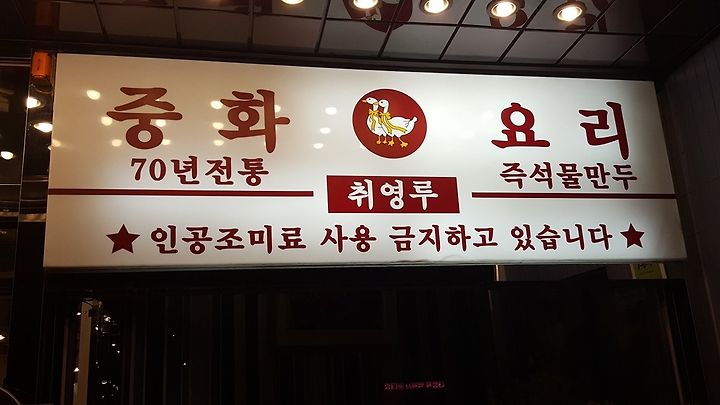 중화 요리
70년전통 즉석물만두
취영루
★ 인공조미료 사용 금지하고 있습니다 ★